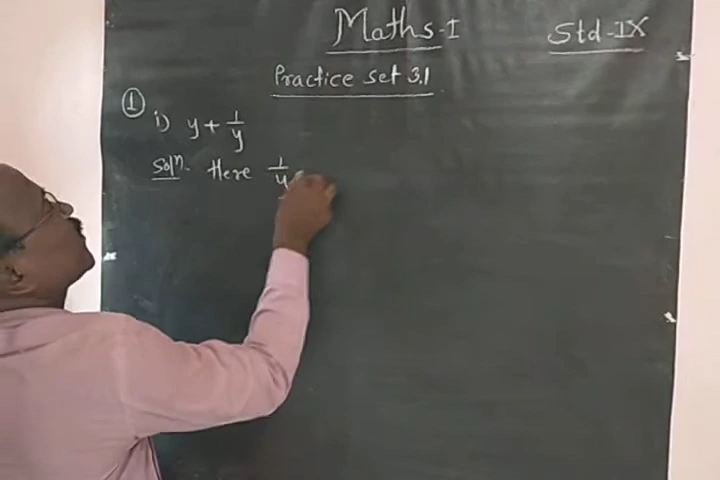 Maths-I
Std-IX
Practice Set 3.1
① i) y + 1/y
Solⁿ. Here 1/y